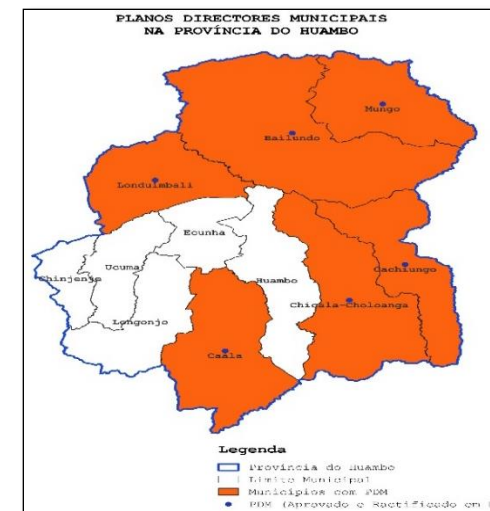 PLANOS DIRECTORES MUNICIPAIS
NA PROVÍNCIA DO HUAMBO
Mungo
Bailundo
Londuimbali
Ecunha
Ucuma
Chinjenje
Huambo
Cachiungo
Chicala-Choloanga
Longonjo
Caala
Legenda
Província do Huambo
Limite Municipal
Municípios com PDM
PDM (Aprovado e Ractificado em